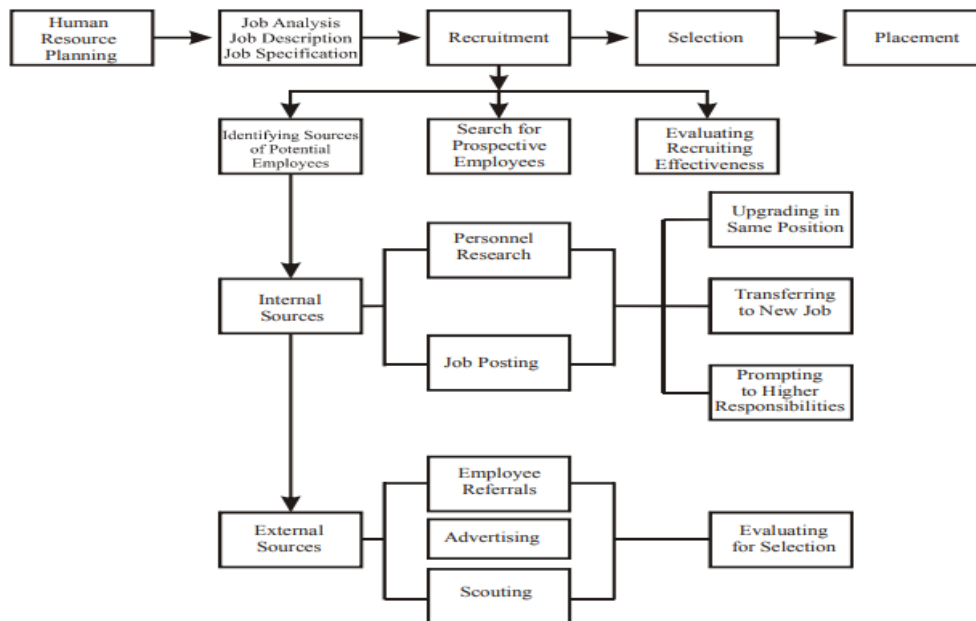 Human
Resource
Planning
Job Analysis
Job Description
Job Specification
Recruitment
Selection
Placement
Identifying Sources
of Potential
Employees
Search for
Prospective
Employees
Evaluating
Recruiting
Effectiveness
Upgrading in
Same Position
Personnel
Research
Internal
Sources
Transferring
to New Job
Job Posting
Prompting
to Higher
Responsibilities
Employee
Referrals
External
Sources
Advertising
Evaluating
for Selection
Scouting